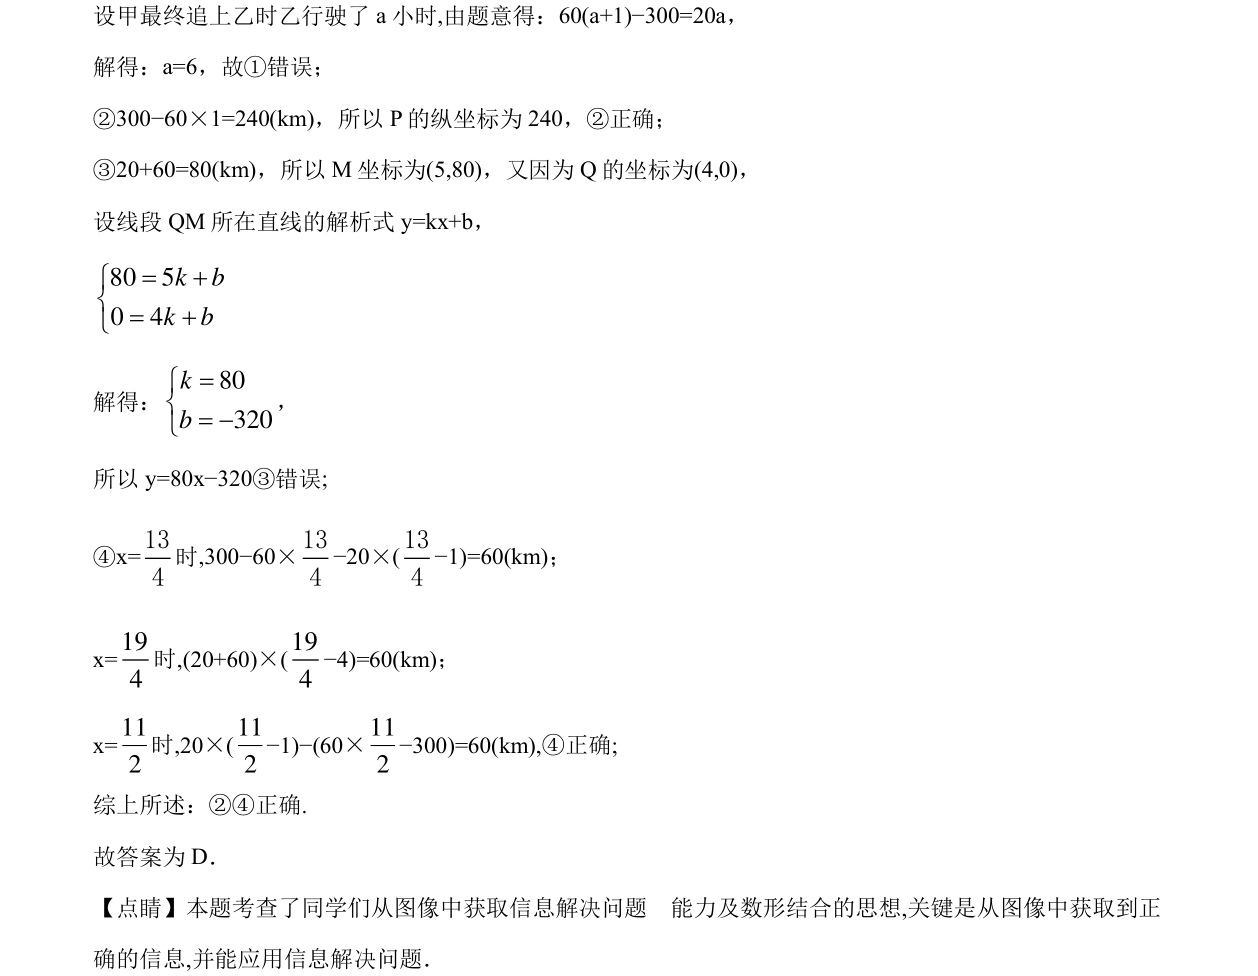 设甲最终追上乙时乙行驶了 a 小时,由题意得：60(a+1)−300=20a，
解得：a=6，故①错误；
②300−60×1=240(km)，所以 P 的纵坐标为 240，②正确；
③20+60=80(km)，所以 M 坐标为(5,80)，又因为 Q 的坐标为(4,0)，
设线段 QM 所在直线的解析式 y=kx+b，
{80=5k+b
0=4k+b
解得：{k=80
b=−320，
所以 y=80x−320③错误;
④x=13/4时,300−60×13/4−20×(13/4−1)=60(km)；
x=19/4时,(20+60)×(19/4−4)=60(km)；
x=11/2时,20×(11/2−1)−(60×11/2−300)=60(km),④正确;
综上所述：②④正确.
故答案为 D．
【点睛】本题考查了同学们从图像中获取信息解决问题 能力及数形结合的思想,关键是从图像中获取到正
确的信息,并能应用信息解决问题．